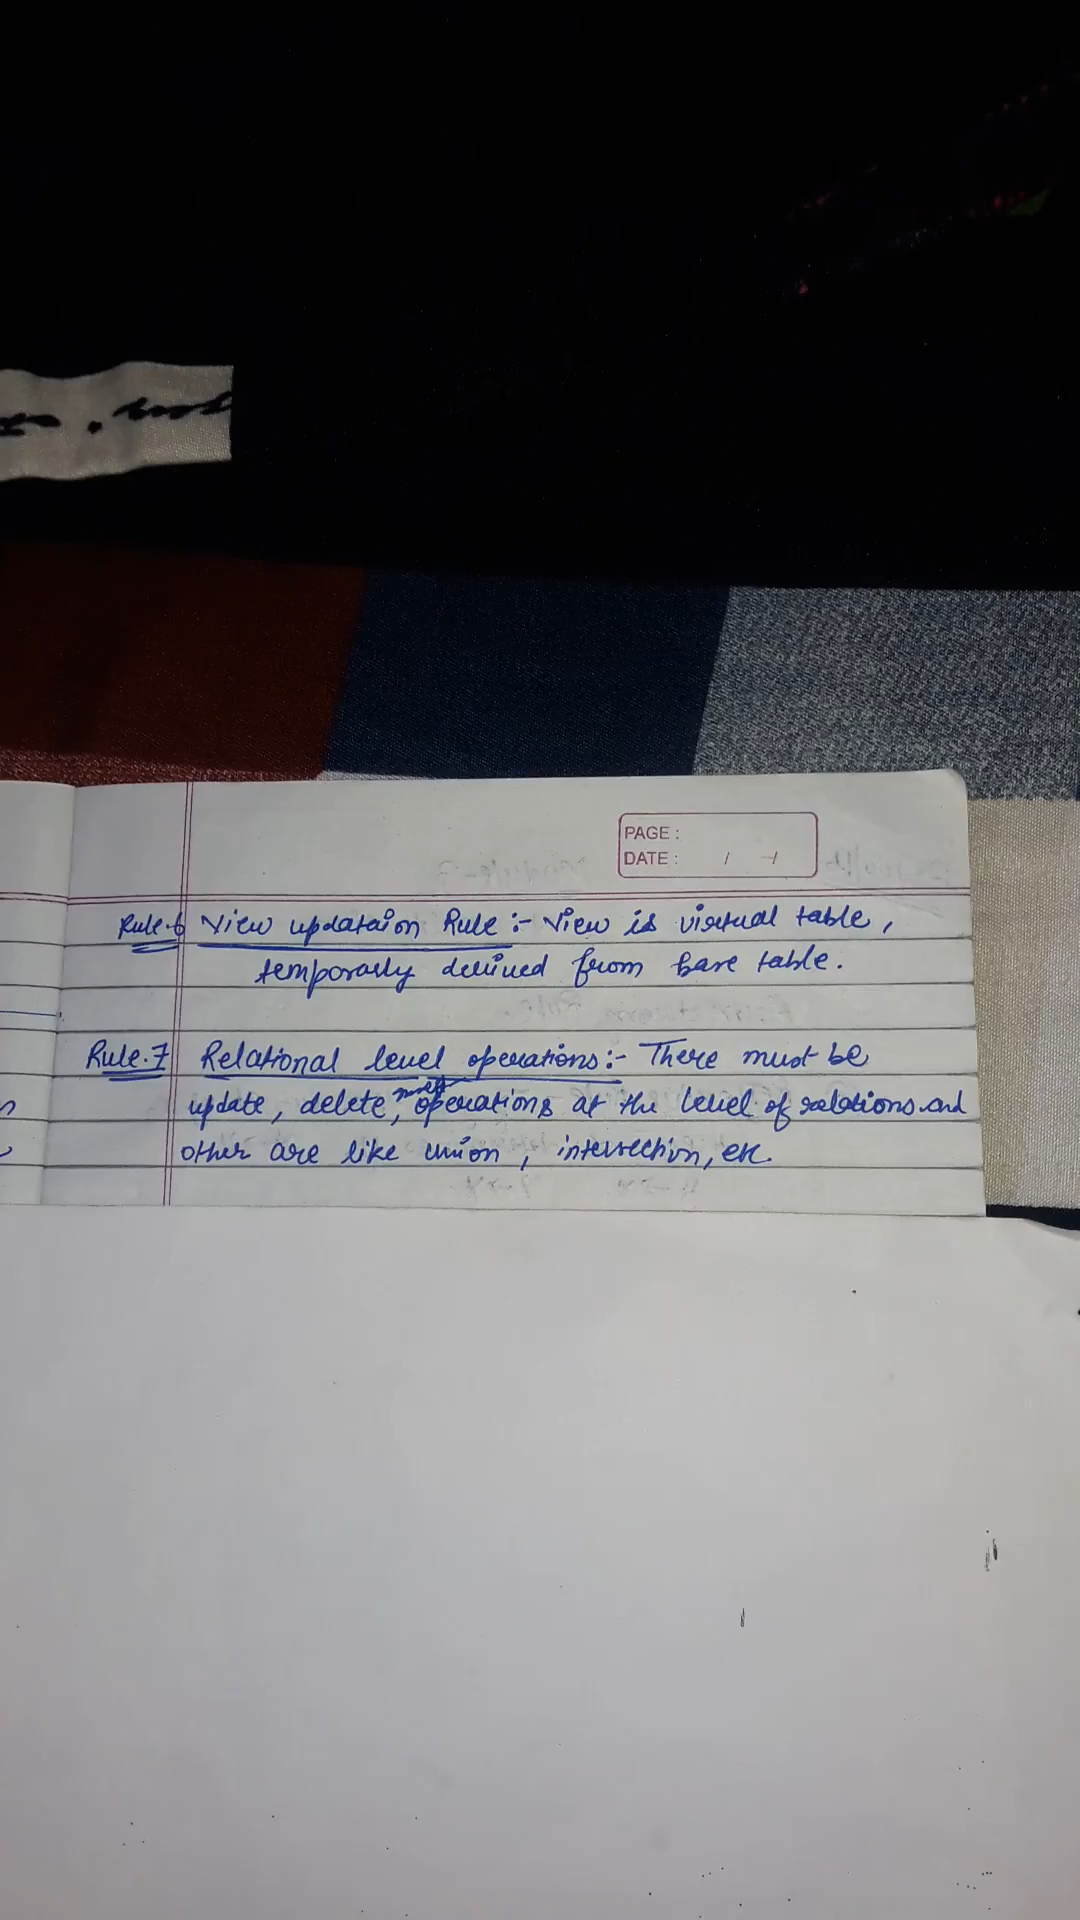 PAGE :
DATE : / /
Rule.6 View updataion Rule :- View is virtual table,
temporarly derived from base table.
Rule.7 Relational level operations :- There must be
update, delete, operations at the level of relations. and
other are like union, intersection, etc.